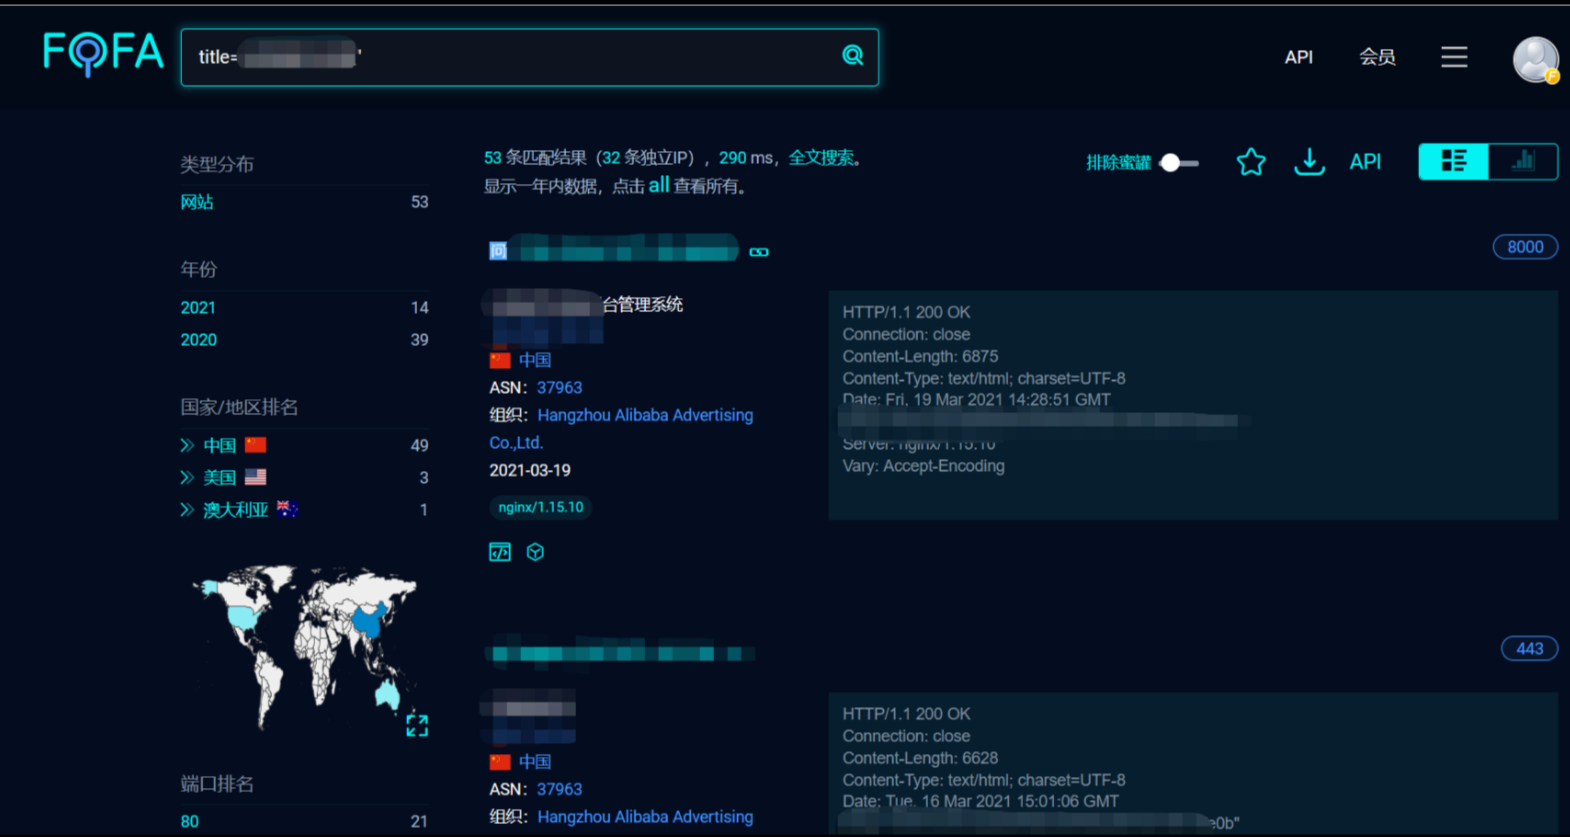 FOFA
title=
API
会员
类型分布
网站 53
年份
2021 14
2020 39
国家/地区排名
中国 49
美国 3
澳大利亚 1
端口排名
80 21
53 条匹配结果（32 条独立IP），290 ms，全文搜索。
显示一年内数据，点击 all 查看所有。
排除蜜罐
API
8000
台管理系统
中国
ASN： 37963
组织： Hangzhou Alibaba Advertising
Co.,Ltd.
2021-03-19
nginx/1.15.10
HTTP/1.1 200 OK
Connection: close
Content-Length: 6875
Content-Type: text/html; charset=UTF-8
Date: Fri, 19 Mar 2021 14:28:51 GMT
Server: nginx/1.15.10
Vary: Accept-Encoding
443
中国
ASN： 37963
组织： Hangzhou Alibaba Advertising
HTTP/1.1 200 OK
Connection: close
Content-Length: 6628
Content-Type: text/html; charset=UTF-8
Date: Tue, 16 Mar 2021 15:01:06 GMT
e0b"